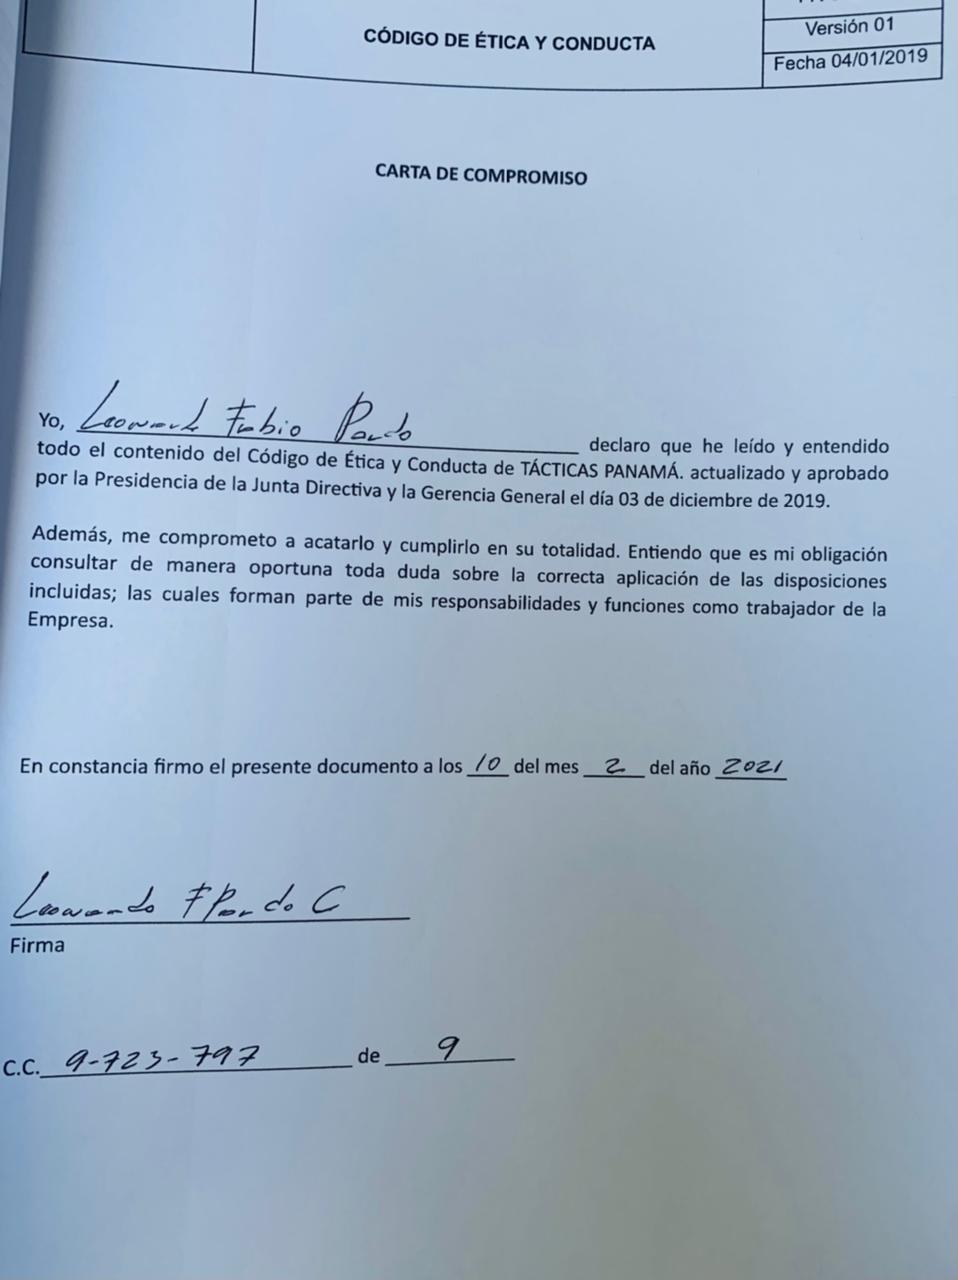 CÓDIGO DE ÉTICA Y CONDUCTA
Versión 01
Fecha 04/01/2019
CARTA DE COMPROMISO
Yo, Leonardo Fabio Pardo declaro que he leído y entendido
todo el contenido del Código de Ética y Conducta de TÁCTICAS PANAMÁ. actualizado y aprobado
por la Presidencia de la Junta Directiva y la Gerencia General el día 03 de diciembre de 2019.
Además, me comprometo a acatarlo y cumplirlo en su totalidad. Entiendo que es mi obligación
consultar de manera oportuna toda duda sobre la correcta aplicación de las disposiciones
incluidas; las cuales forman parte de mis responsabilidades y funciones como trabajador de la
Empresa.
En constancia firmo el presente documento a los 10 del mes 2 del año 2021
Leonardo F Pardo C
Firma
C.C. 9-723-797 de 9